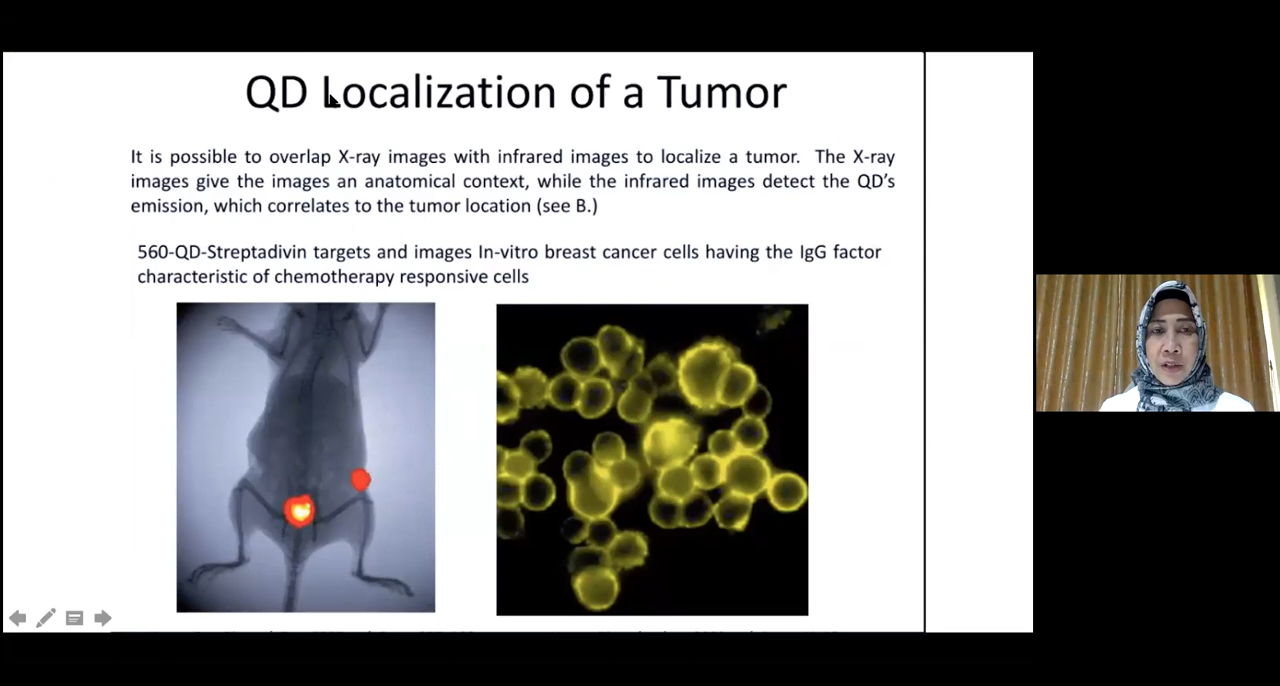 QD Localization of a Tumor
It is possible to overlap X-ray images with infrared images to localize a tumor. The X-ray
images give the images an anatomical context, while the infrared images detect the QD's
emission, which correlates to the tumor location (see B.)
560-QD-Streptadivin targets and images In-vitro breast cancer cells having the IgG factor
characteristic of chemotherapy responsive cells